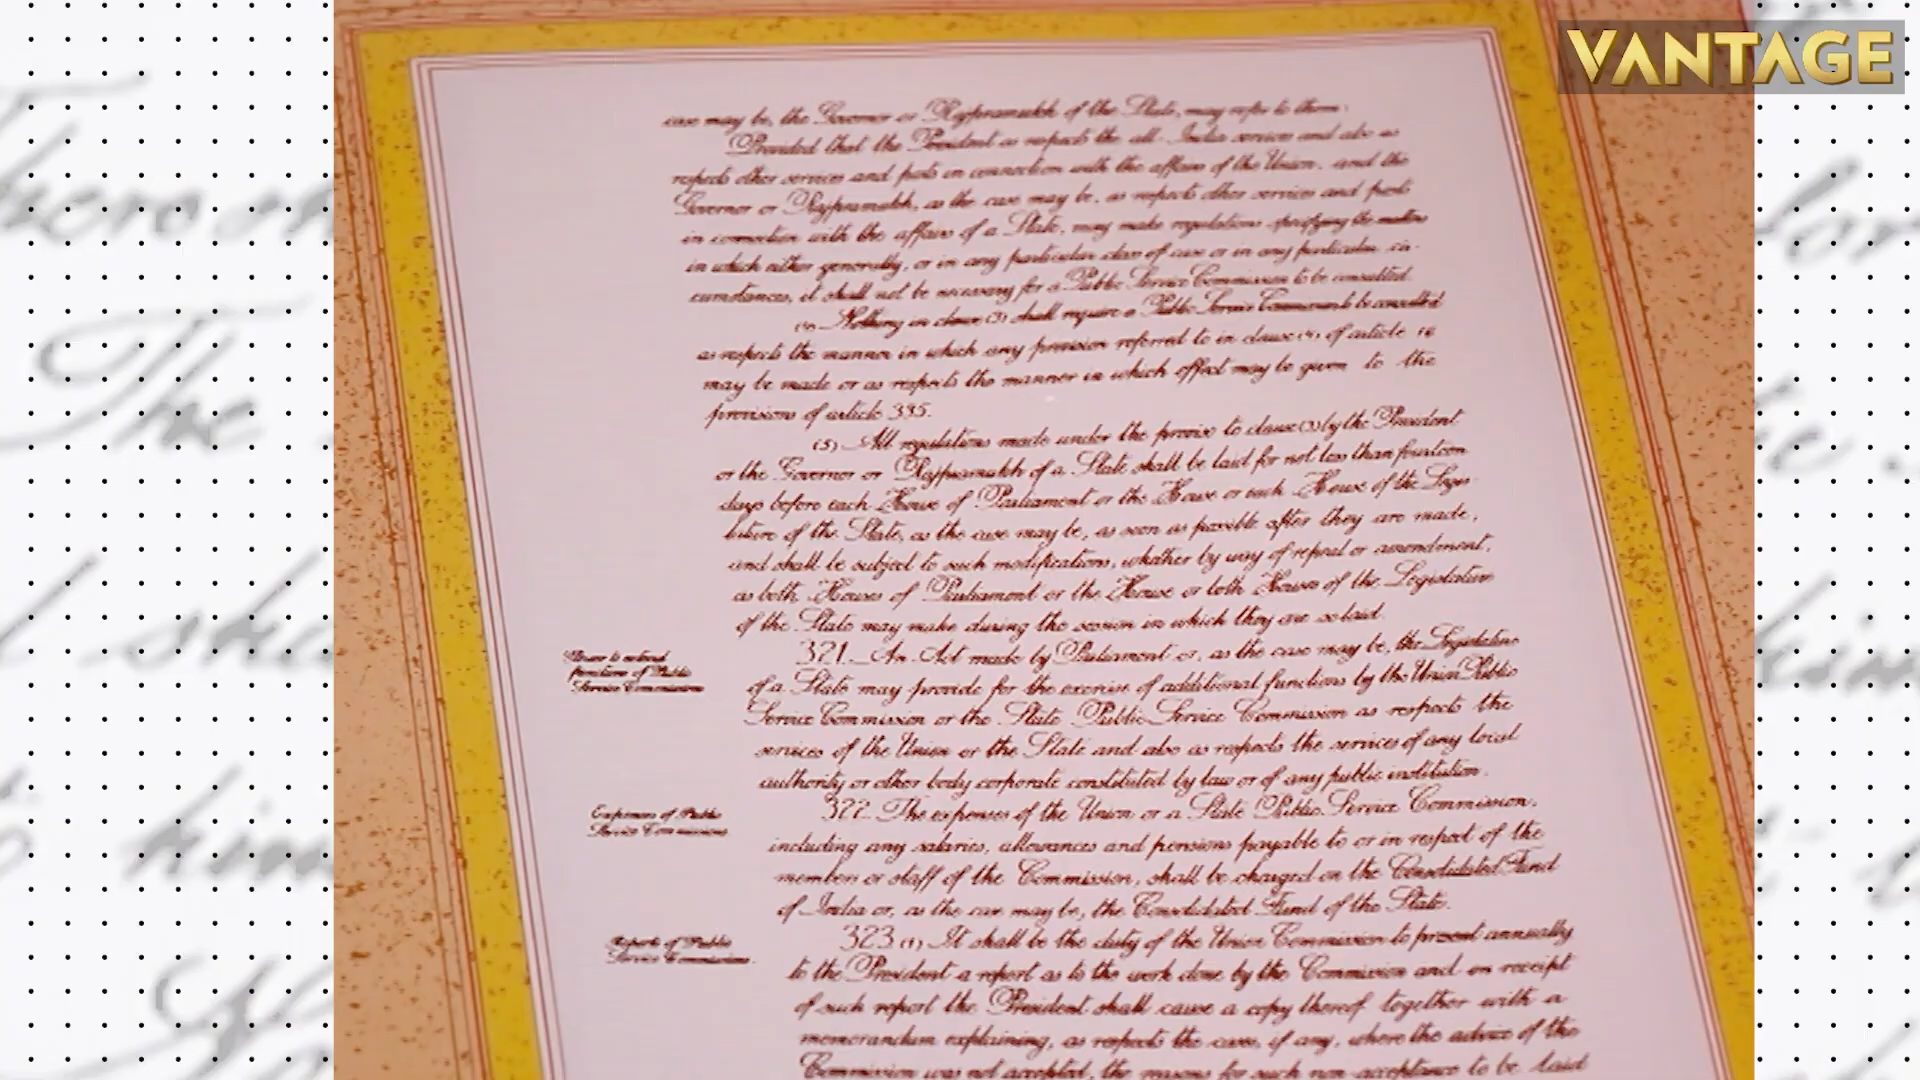 VANTAGE
case may be, the Governor or Rajpramukh of the State, may refer to them:
Provided that the President as respects the all-India services and also as
respects other services and posts in connection with the affairs of the Union, and the
Governor or Rajpramukh, as the case may be, as respects other services and posts
in connection with the affairs of a State, may make regulations specifying the matters
in which either generally, or in any particular class of case or in any particular cir-
cumstances, it shall not be necessary for a Public Service Commission to be consulted.
(4) Nothing in clause (3) shall require a Public Service Commission to be consulted
as respects the manner in which any provision referred to in clause (4) of article 16
may be made or as respects the manner in which effect may be given to the
provisions of article 335.
(5) All regulations made under the proviso to clause (3) by the President
or the Governor or Rajpramukh of a State shall be laid for not less than fourteen
days before each House of Parliament or the House or each House of the Legis-
lature of the State, as the case may be, as soon as possible after they are made,
and shall be subject to such modifications, whether by way of repeal or amendment,
as both Houses of Parliament or the House or both Houses of the Legislature
of the State may make during the session in which they are so laid.
Power to extend
functions of Public
Service Commissions
321. An Act made by Parliament or, as the case may be, the Legislature
of a State may provide for the exercise of additional functions by the Union Public
Service Commission or the State Public Service Commission as respects the
services of the Union or the State and also as respects the services of any local
authority or other body corporate constituted by law or of any public institution.
Expenses of Public
Service Commissions.
322. The expenses of the Union or a State Public Service Commission,
including any salaries, allowances and pensions payable to or in respect of the
members or staff of the Commission, shall be charged on the Consolidated Fund
of India or, as the case may be, the Consolidated Fund of the State.
Reports of Public
Service Commissions.
323. (1) It shall be the duty of the Union Commission to present annually
to the President a report as to the work done by the Commission and on receipt
of such report the President shall cause a copy thereof together with a
memorandum explaining, as respects the cases, if any, where the advice of the
Commission was not accepted, the reasons for such non-acceptance to be laid
The
him